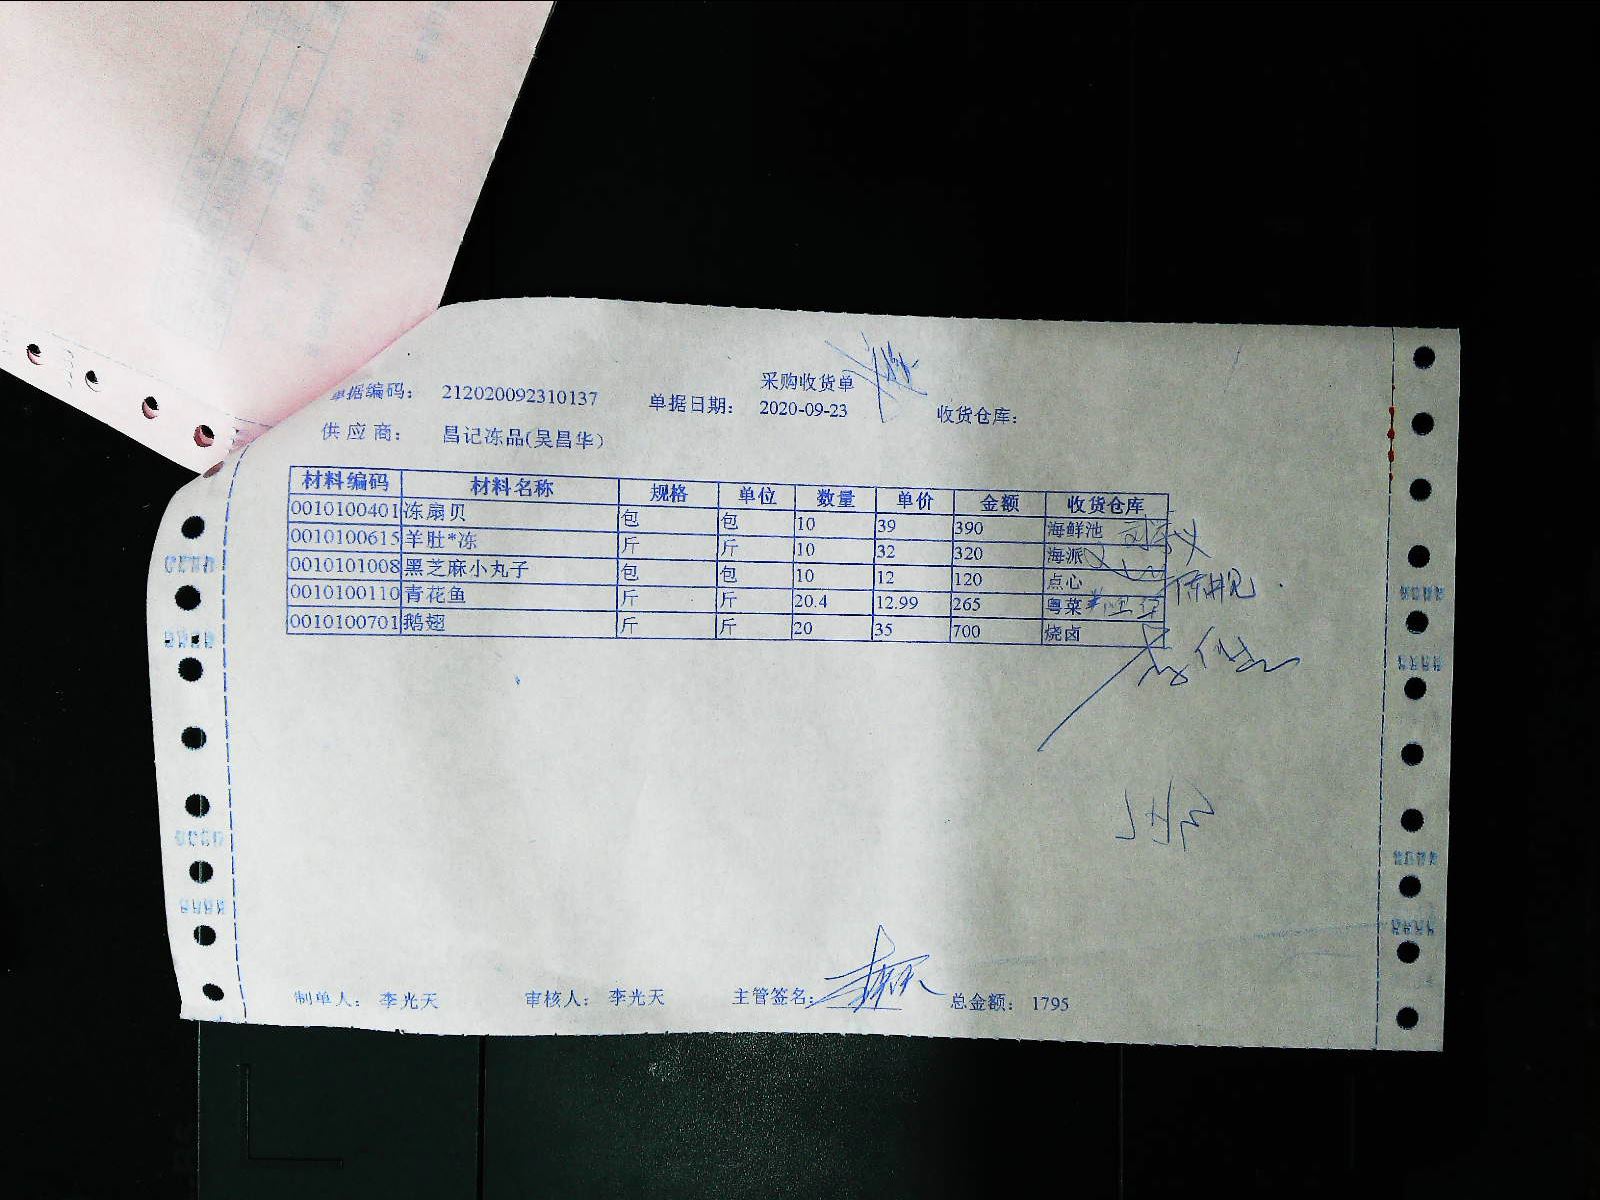 采购收货单
单据编码： 212020092310137 单据日期： 2020-09-23 收货仓库：
供应商： 昌记冻品(吴昌华)
材料编码 材料名称 规格 单位 数量 单价 金额 收货仓库
0010100401 冻扇贝 包 包 10 39 390 海鲜池
0010100615 羊肚*冻 斤 斤 10 32 320 海派
0010101008 黑芝麻小丸子 包 包 10 12 120 点心
0010100110 青花鱼 斤 斤 20.4 12.99 265 粤菜
0010100701 鹅翅 斤 斤 20 35 700 烧卤
制单人： 李光天 审核人： 李光天 主管签名： 总金额： 1795